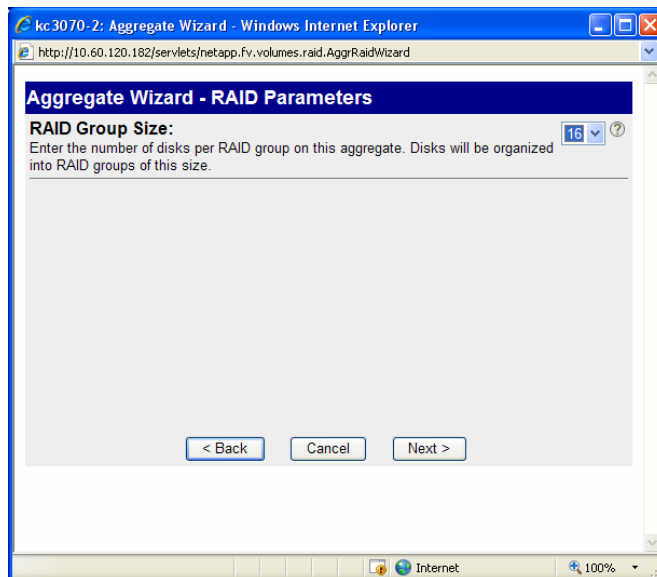 kc3070-2: Aggregate Wizard - Windows Internet Explorer
http://10.60.120.182/servlets/netapp.fv.volumes.raid.AggrRaidWizard
Aggregate Wizard - RAID Parameters
RAID Group Size:
16
?
Enter the number of disks per RAID group on this aggregate. Disks will be organized
into RAID groups of this size.
< Back
Cancel
Next >
Internet
100%